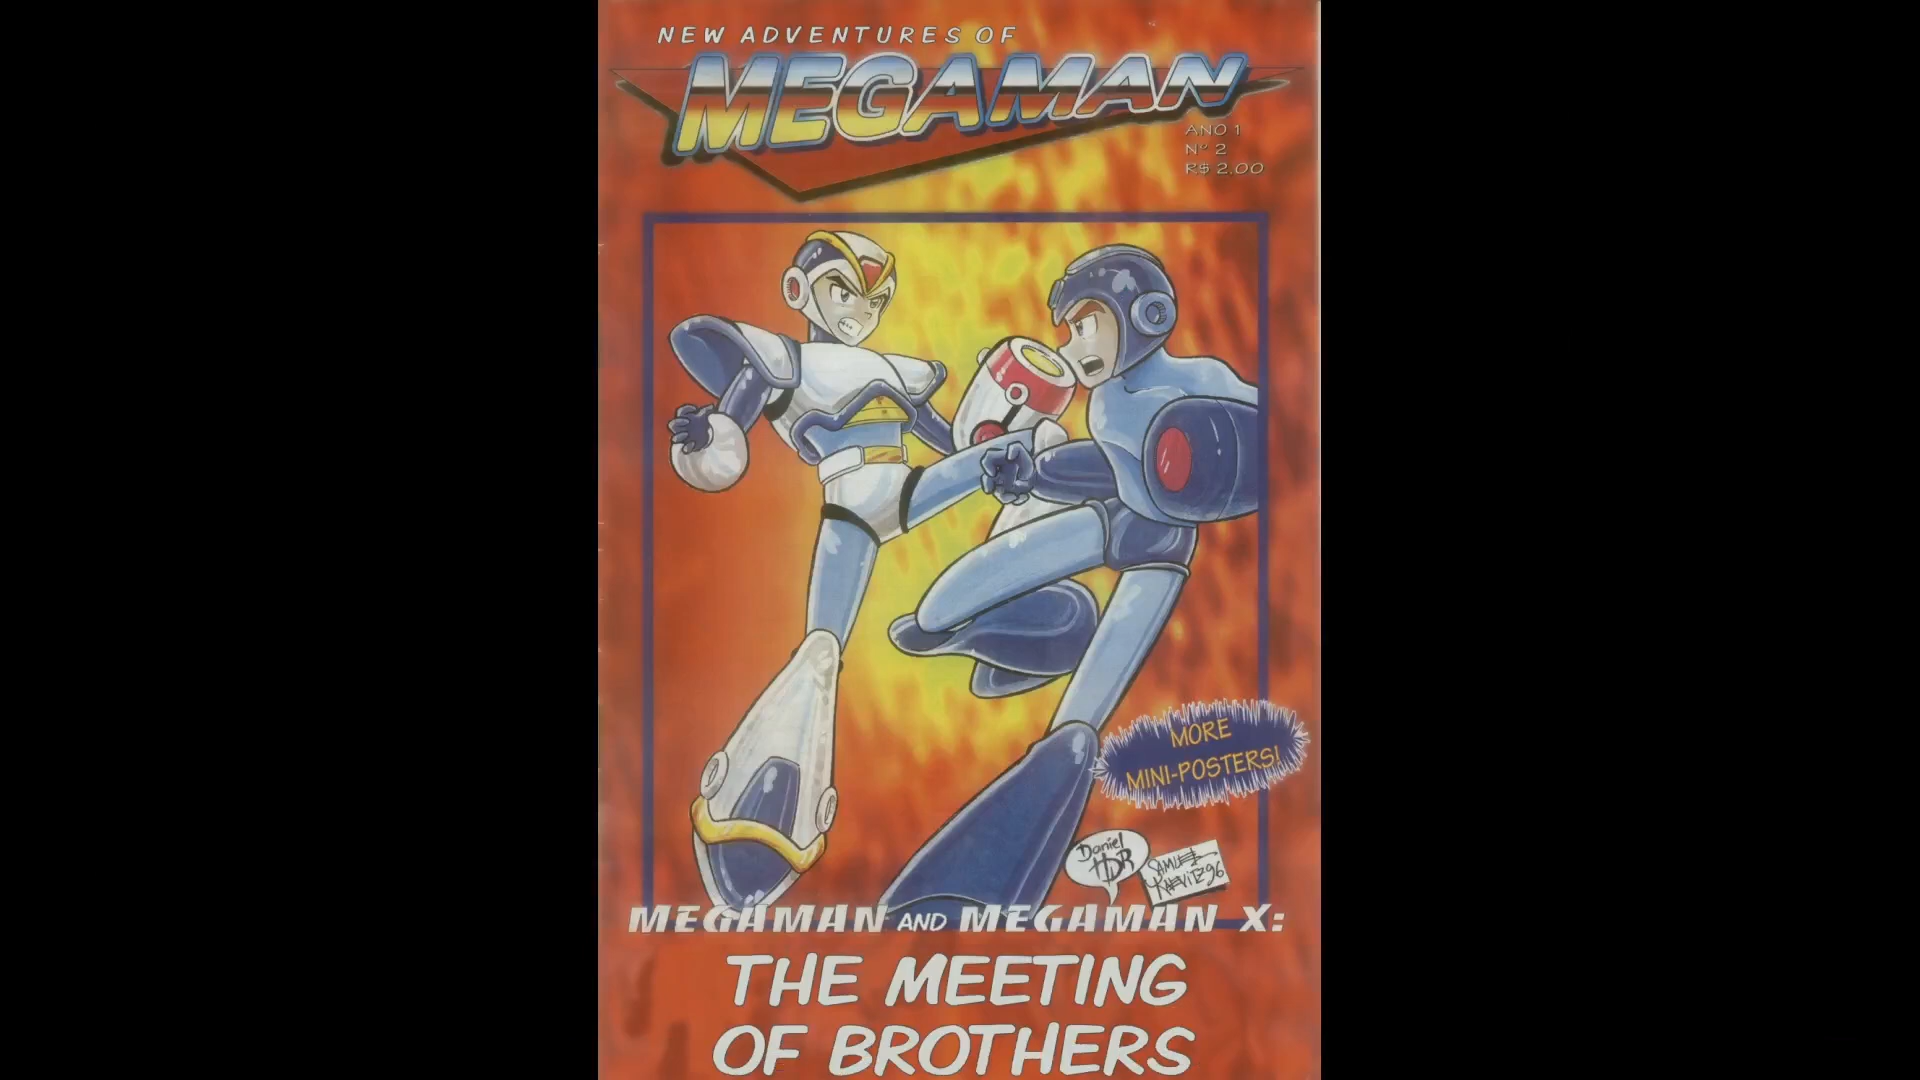 NEW ADVENTURES OF
MEGAMAN
ANO 1
Nº 2
R$ 2.00
MORE
MINI-POSTERS!
Daniel
HDR
SAMUEL
96
MEGAMAN AND MEGAMAN X:
THE MEETING
OF BROTHERS